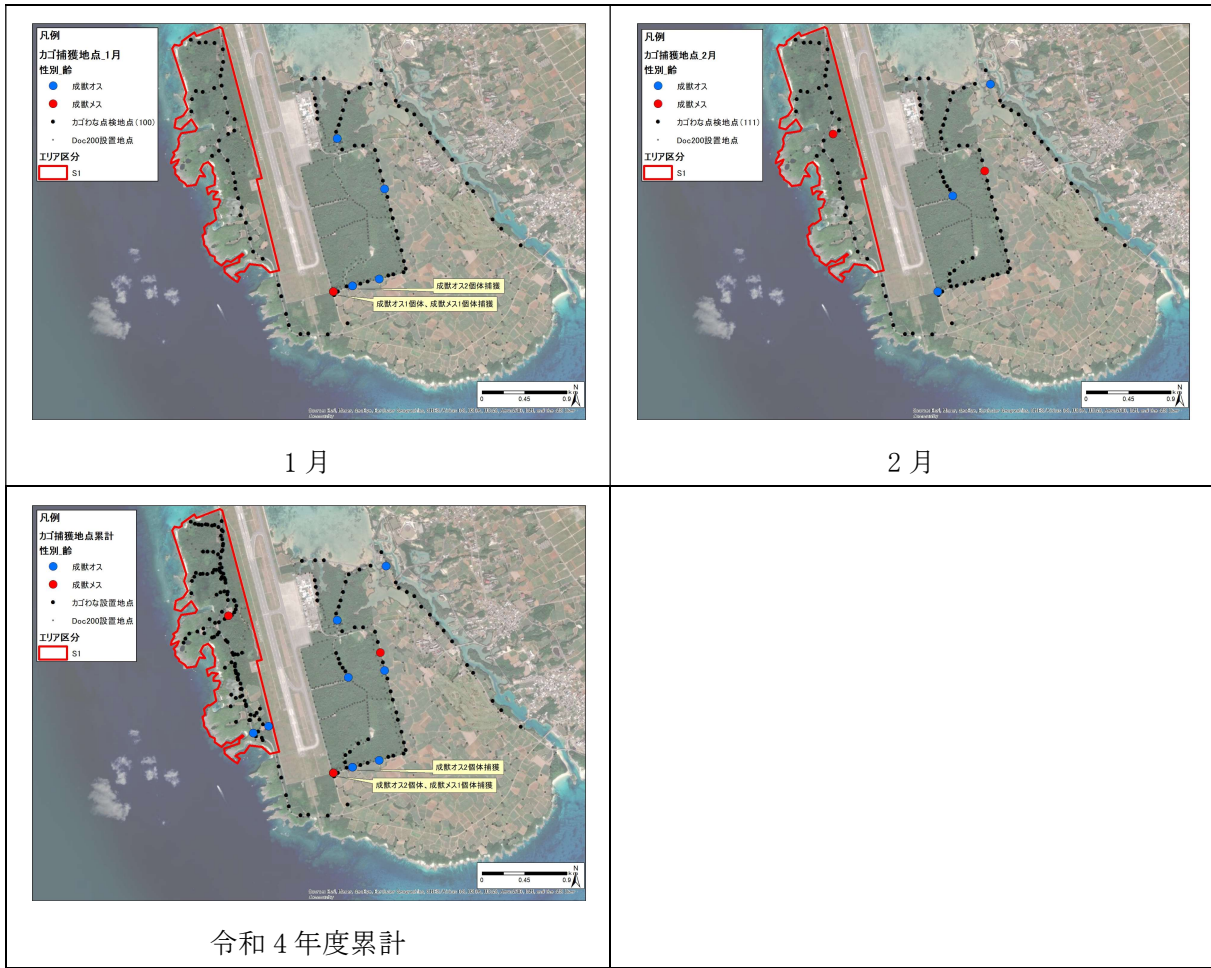 凡例
カゴ捕獲地点_1月
性別_齢
成獣オス
成獣メス
カゴわな点検地点(100)
Doc200設置地点
エリア区分
S1
成獣オス2個体捕獲
成獣オス1個体、成獣メス1個体捕獲
N
km
0 0.45 0.9
1月
凡例
カゴ捕獲地点_2月
性別_齢
成獣オス
成獣メス
カゴわな点検地点(111)
Doc200設置地点
エリア区分
S1
N
km
0 0.45 0.9
2月
凡例
カゴ捕獲地点累計
性別_齢
成獣オス
成獣メス
カゴわな設置地点
Doc200設置地点
エリア区分
S1
成獣オス2個体捕獲
成獣オス2個体、成獣メス1個体捕獲
N
km
0 0.45 0.9
令和4年度累計